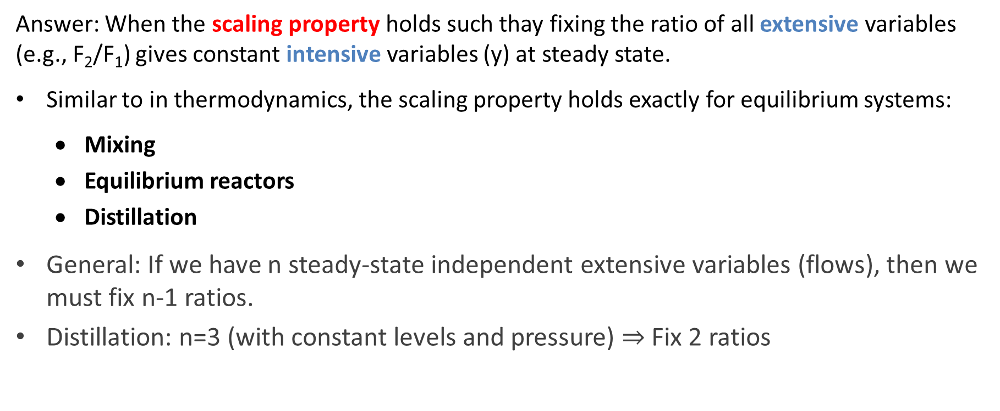 Answer: When the scaling property holds such thay fixing the ratio of all extensive variables
(e.g., F₂/F₁) gives constant intensive variables (y) at steady state.
• Similar to in thermodynamics, the scaling property holds exactly for equilibrium systems:
• Mixing
• Equilibrium reactors
• Distillation
• General: If we have n steady-state independent extensive variables (flows), then we
must fix n-1 ratios.
• Distillation: n=3 (with constant levels and pressure) ⇒ Fix 2 ratios